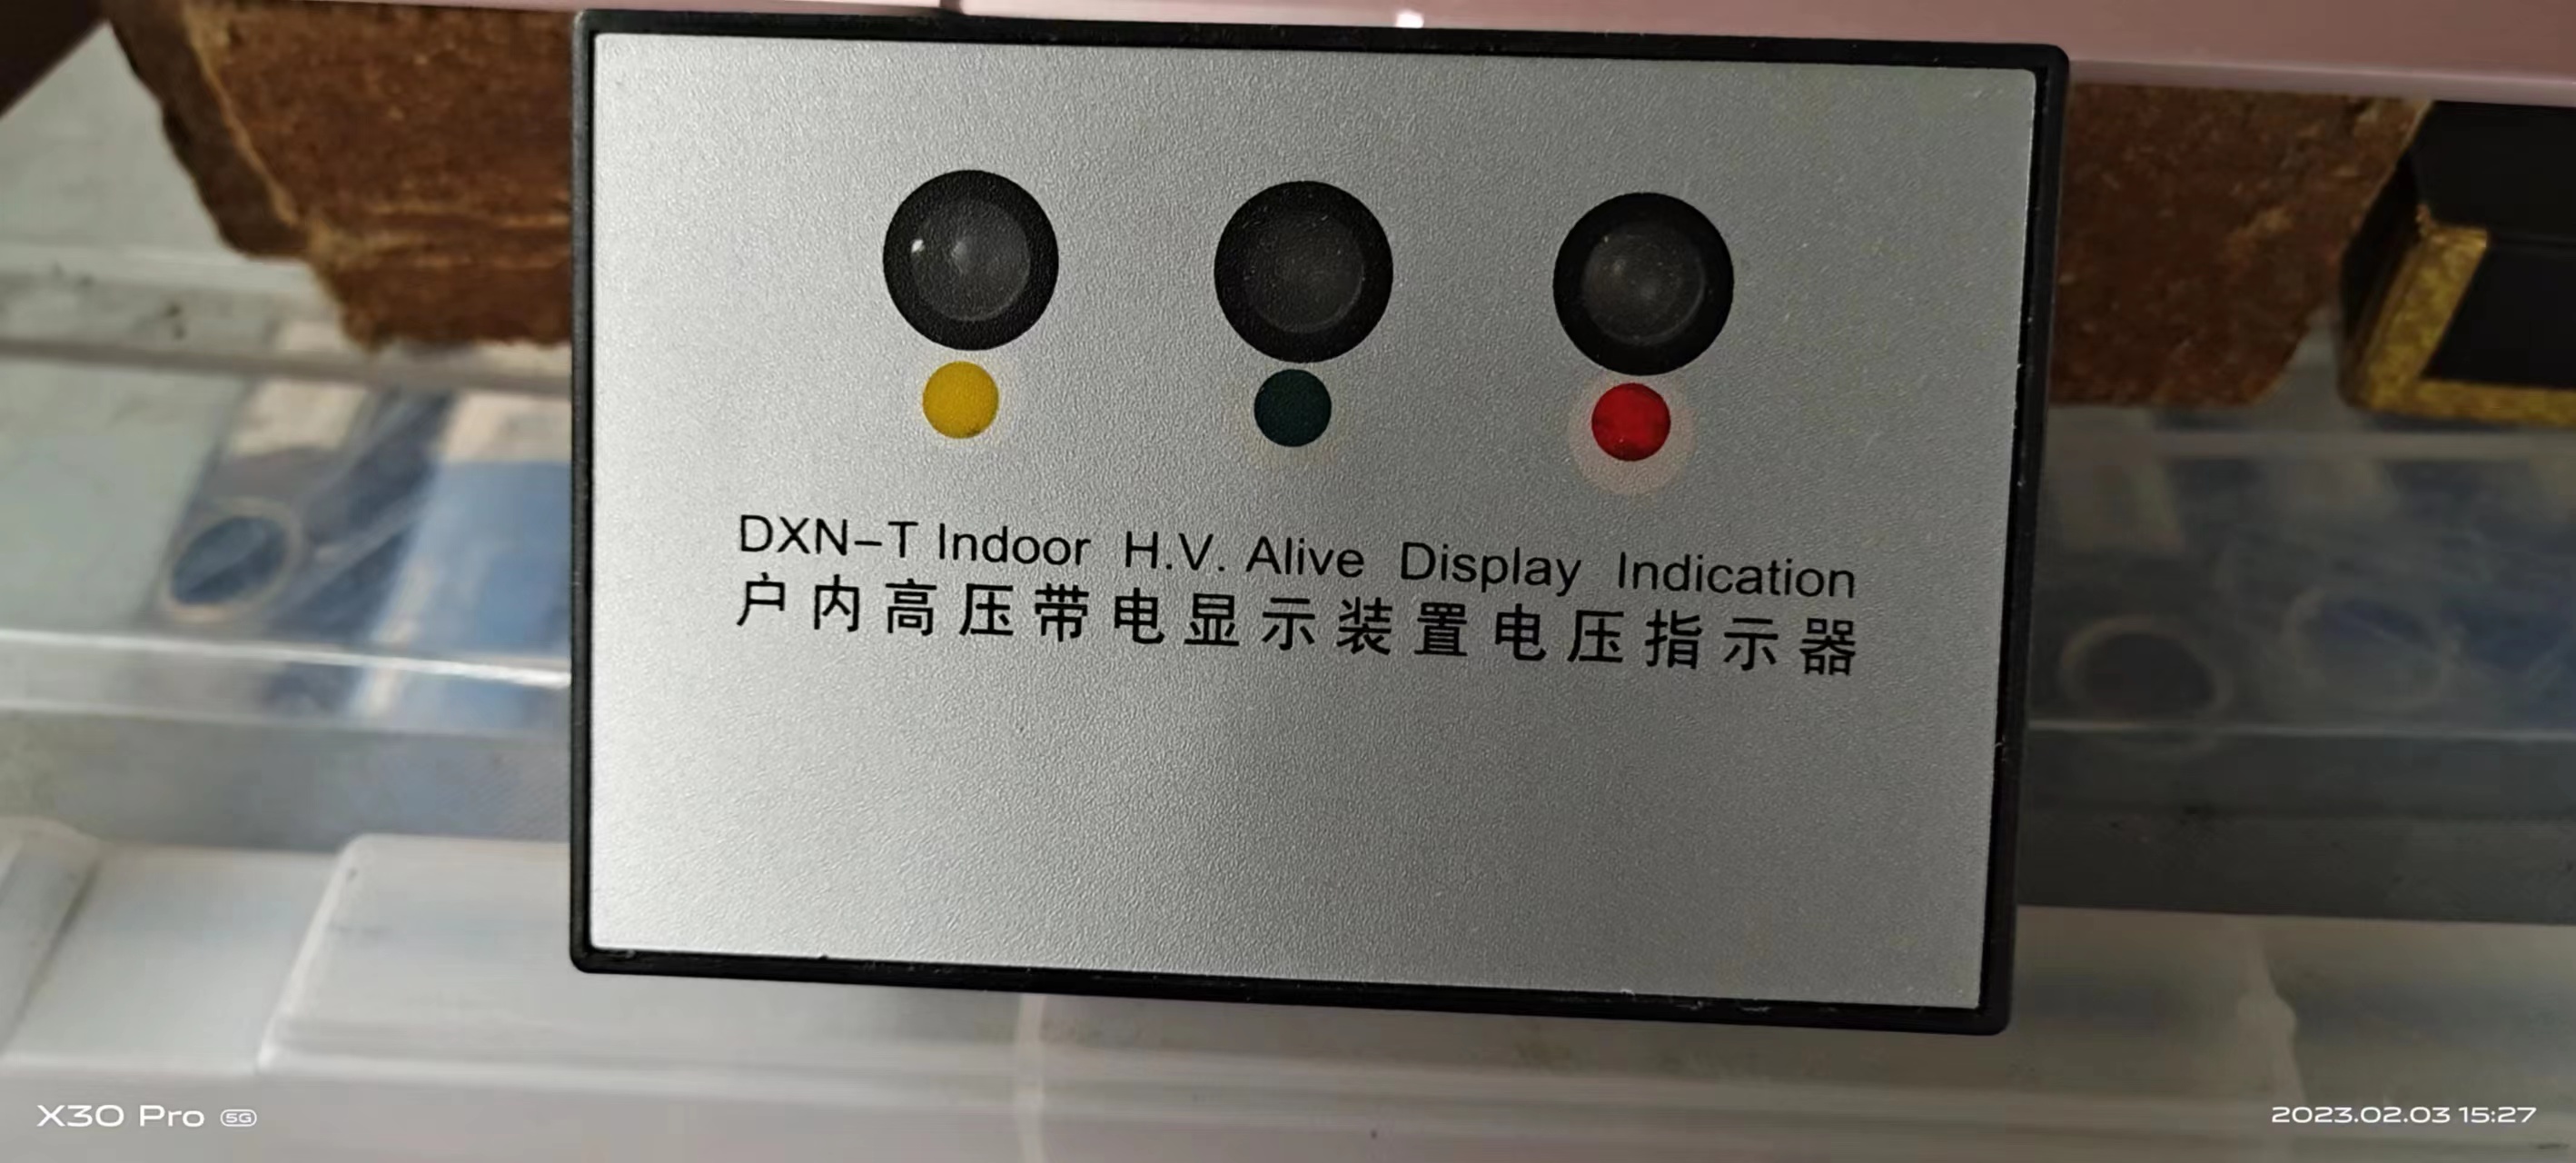 DXN-T Indoor H.V. Alive Display Indication
户内高压带电显示装置电压指示器
X30 Pro 5G
2023.02.03 15:27